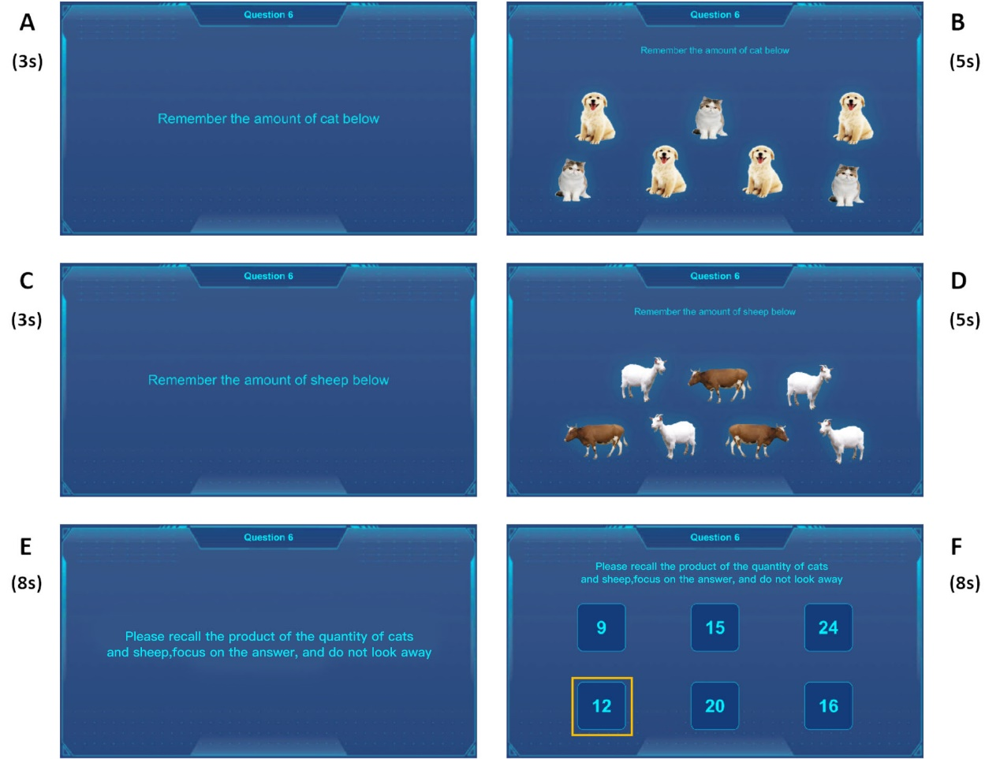 A
(3s)
Question 6
Remember the amount of cat below
B
(5s)
Question 6
Remember the amount of cat below
C
(3s)
Question 6
Remember the amount of sheep below
D
(5s)
Question 6
Remember the amount of sheep below
E
(8s)
Question 6
Please recall the product of the quantity of cats
and sheep,focus on the answer, and do not look away
F
(8s)
Question 6
Please recall the product of the quantity of cats
and sheep,focus on the answer, and do not look away
9 15 24
12 20 16